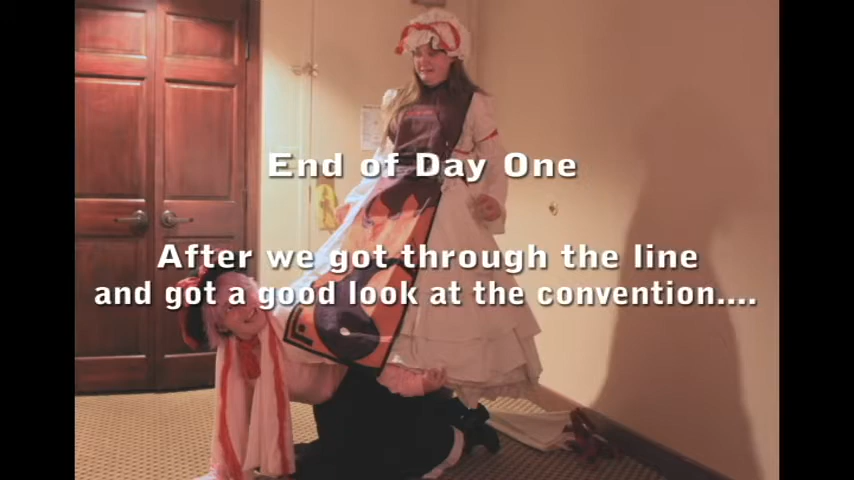 End of Day One
After we got through the line
and got a good look at the convention....